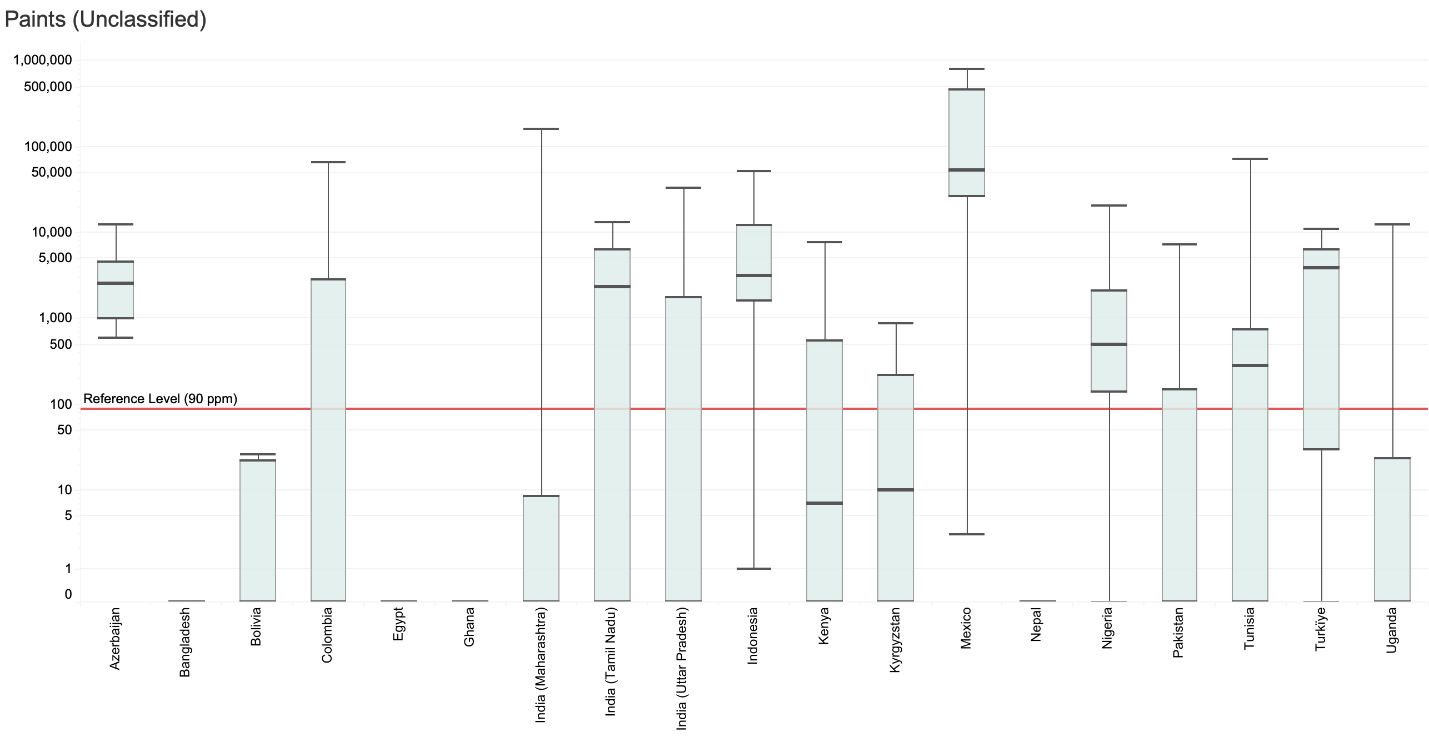 Paints (Unclassified)
1,000,000
500,000
100,000
50,000
10,000
5,000
1,000
500
Reference Level (90 ppm)
100
50
10
5
1
0
Azerbaijan
Bangladesh
Bolivia
Colombia
Egypt
Ghana
India (Maharashtra)
India (Tamil Nadu)
India (Uttar Pradesh)
Indonesia
Kenya
Kyrgyzstan
Mexico
Nepal
Nigeria
Pakistan
Tunisia
Turkïye
Uganda